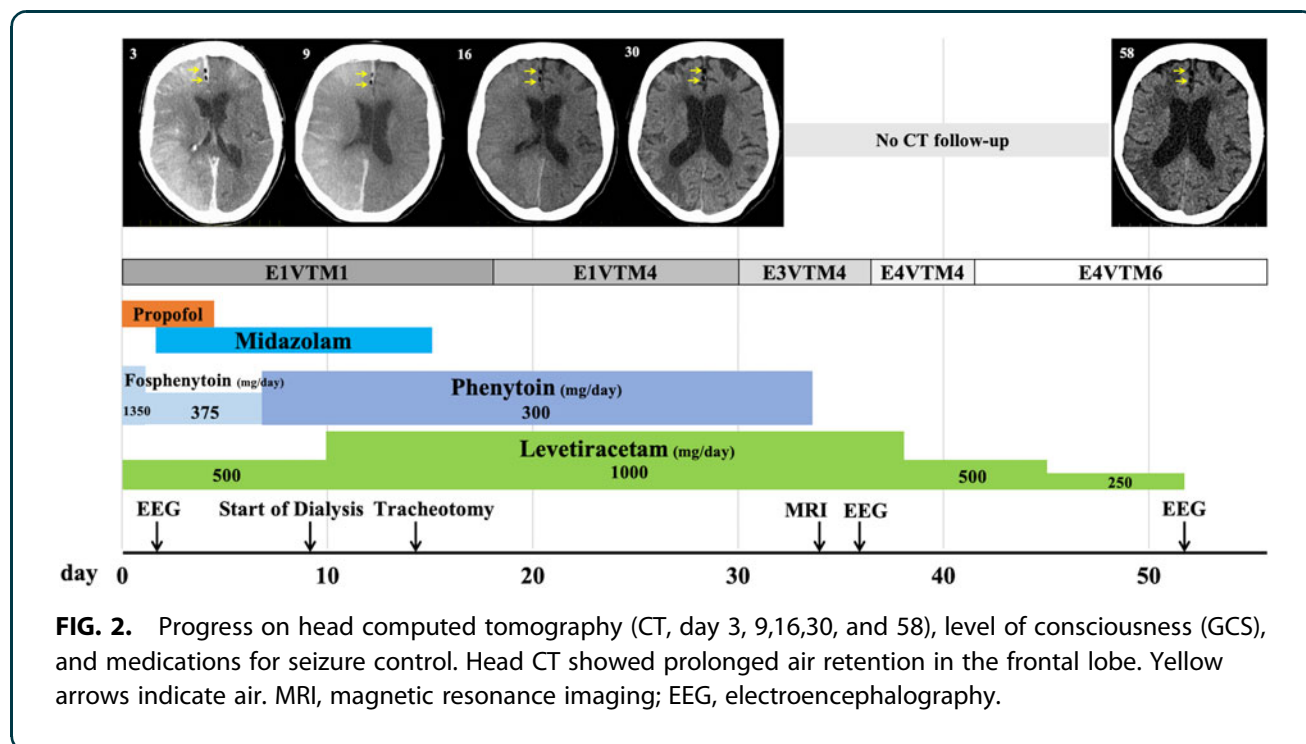 3 9 16 30 58
No CT follow-up
E1VTM1 E1VTM4 E3VTM4 E4VTM4 E4VTM6
Propofol
Midazolam
Fosphenytoin (mg/day)
1350 375
Phenytoin (mg/day)
300
Levetiracetam (mg/day)
500 1000 500 250
EEG Start of Dialysis Tracheotomy MRI EEG EEG
day 0 10 20 30 40 50
FIG. 2. Progress on head computed tomography (CT, day 3, 9,16,30, and 58), level of consciousness (GCS),
and medications for seizure control. Head CT showed prolonged air retention in the frontal lobe. Yellow
arrows indicate air. MRI, magnetic resonance imaging; EEG, electroencephalography.